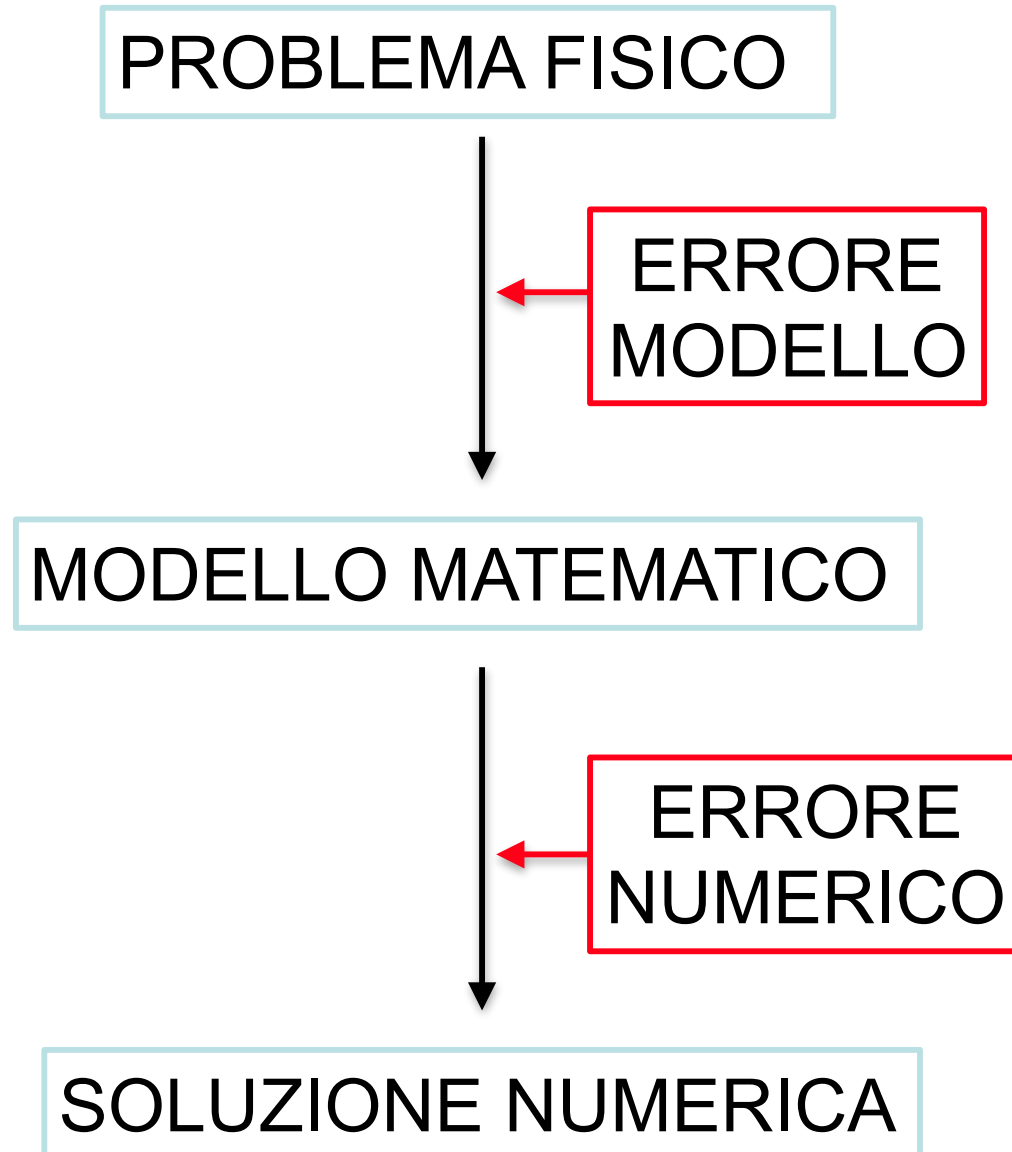 PROBLEMA FISICO
ERRORE
MODELLO
MODELLO MATEMATICO
ERRORE
NUMERICO
SOLUZIONE NUMERICA